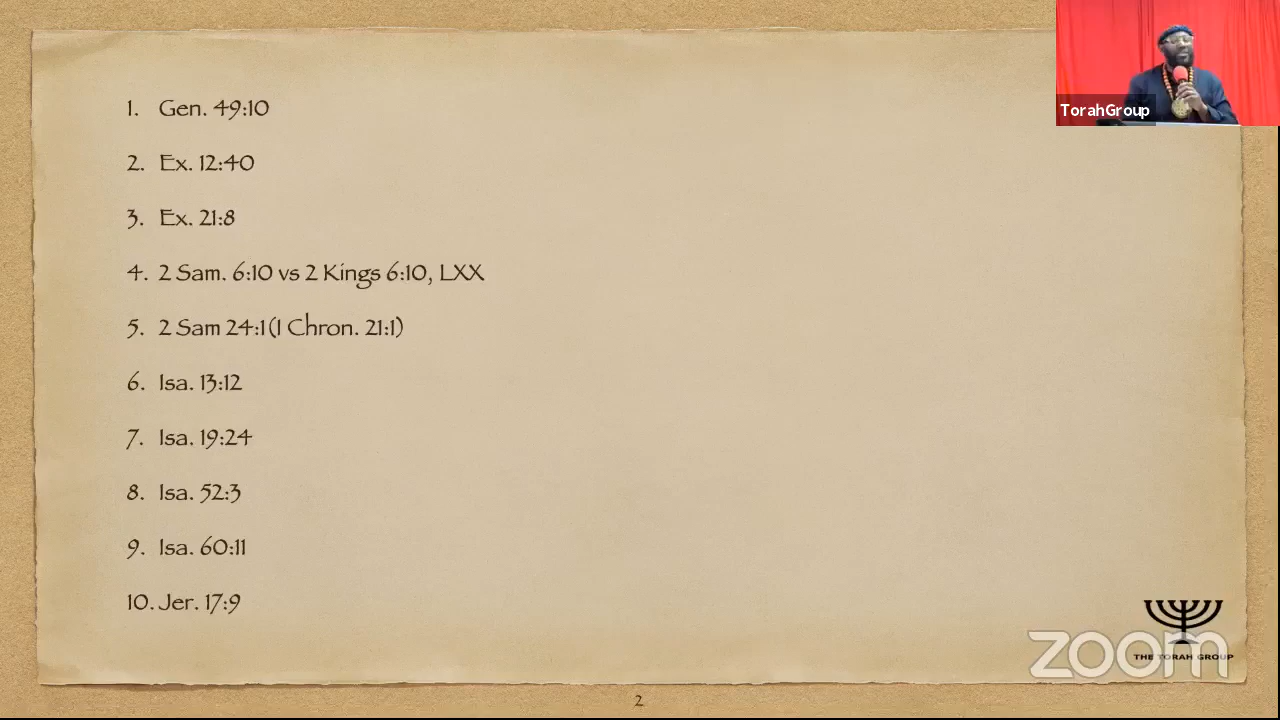 TorahGroup
1. Gen. 49:10
2. Ex. 12:40
3. Ex. 21:8
4. 2 Sam. 6:10 vs 2 Kings 6:10, LXX
5. 2 Sam 24:1(1 Chron. 21:1)
6. Isa. 13:12
7. Isa. 19:24
8. Isa. 52:3
9. Isa. 60:11
10. Jer. 17:9
zoom
THE TORAH GROUP
2